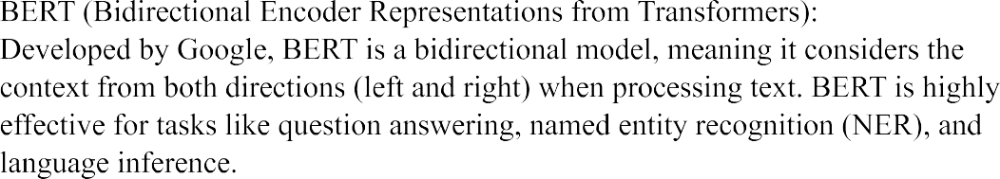 BERT (Bidirectional Encoder Representations from Transformers):
Developed by Google, BERT is a bidirectional model, meaning it considers the
context from both directions (left and right) when processing text. BERT is highly
effective for tasks like question answering, named entity recognition (NER), and
language inference.